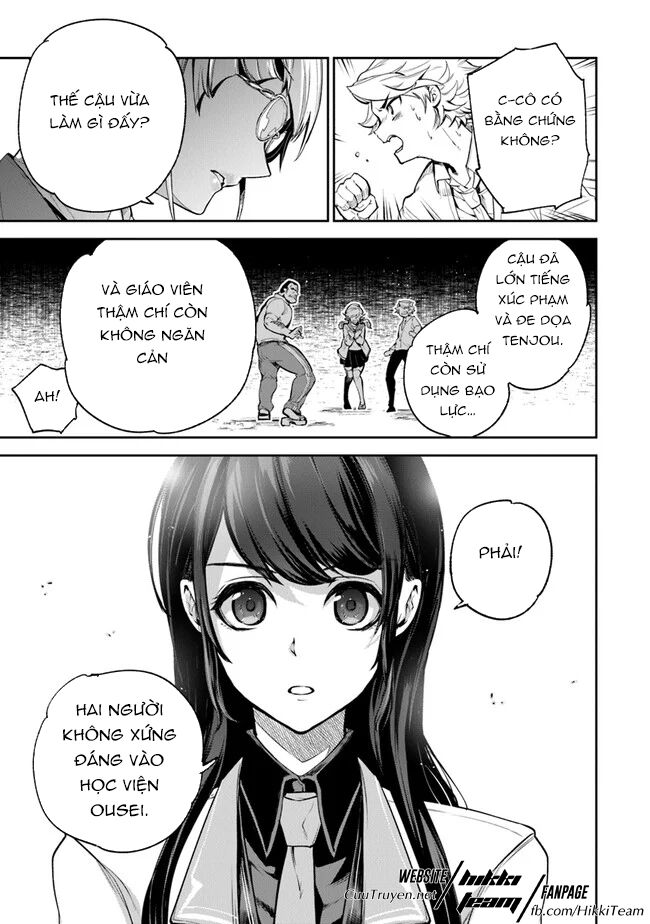 C-CÔ CÓ
BẰNG CHỨNG
KHÔNG?
THẾ CẬU VỪA
LÀM GÌ ĐẤY?
CẬU ĐÃ
LỚN TIẾNG
XÚC PHẠM
VÀ ĐE DỌA
TENJOU.
THẬM CHÍ
CÒN SỬ
DỤNG BẠO
LỰC...
VÀ GIÁO VIÊN
THẬM CHÍ CÒN
KHÔNG NGĂN
CẢN
AH!
PHẢI!
HAI NGƯỜI
KHÔNG XỨNG
ĐÁNG VÀO
HỌC VIỆN
OUSEI.
WEBSITE
CuuTruyen.net
HIKKI
TEAM
FANPAGE
fb.com/HikkiTeam